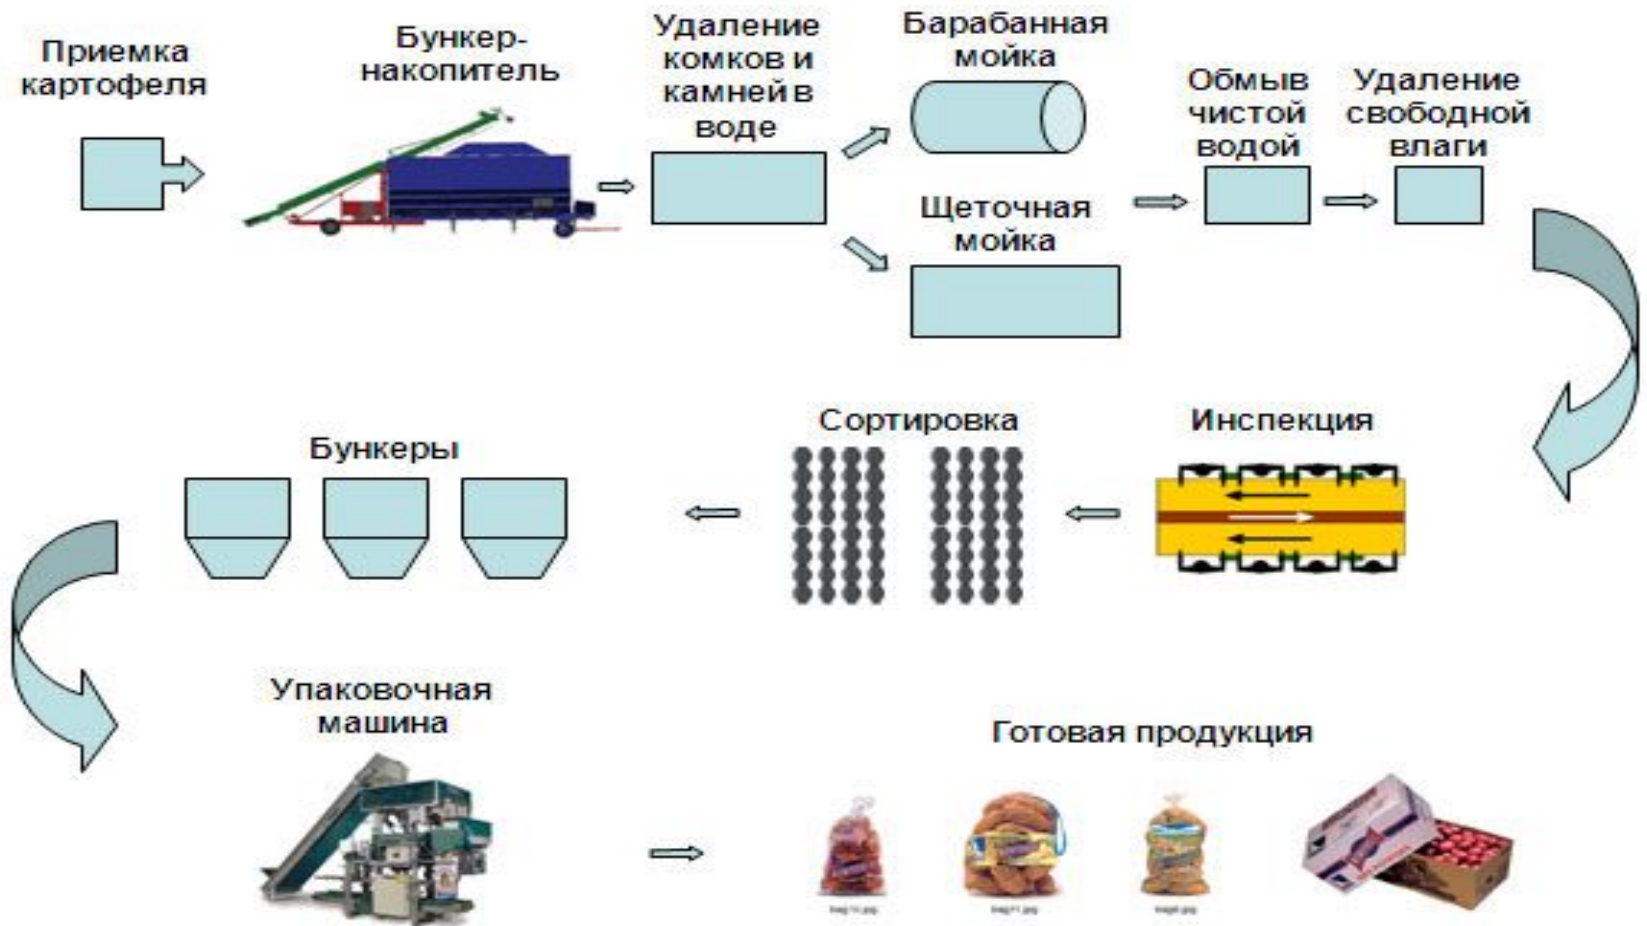 Приемка
картофеля
Бункер-
накопитель
Удаление
комков и
камней в
воде
Барабанная
мойка
Щеточная
мойка
Обмыв
чистой
водой
Удаление
свободной
влаги
Инспекция
Сортировка
Бункеры
Упаковочная
машина
Готовая продукция